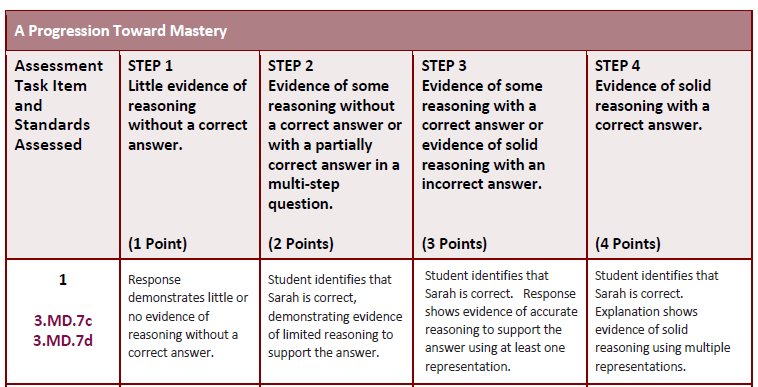 A Progression Toward Mastery
Assessment
Task Item
and
Standards
Assessed
STEP 1
Little evidence of
reasoning
without a correct
answer.
(1 Point)
STEP 2
Evidence of some
reasoning without
a correct answer or
with a partially
correct answer in a
multi-step
question.
(2 Points)
STEP 3
Evidence of some
reasoning with a
correct answer or
evidence of solid
reasoning with an
incorrect answer.
(3 Points)
STEP 4
Evidence of solid
reasoning with a
correct answer.
(4 Points)
1
3.MD.7c
3.MD.7d
Response
demonstrates little or
no evidence of
reasoning without a
correct answer.
Student identifies that
Sarah is correct,
demonstrating evidence
of limited reasoning to
support the answer.
Student identifies that
Sarah is correct.   Response
shows evidence of accurate
reasoning to support the
answer using at least one
representation.
Student identifies that
Sarah is correct.
Explanation shows
evidence of solid
reasoning using multiple
representations.